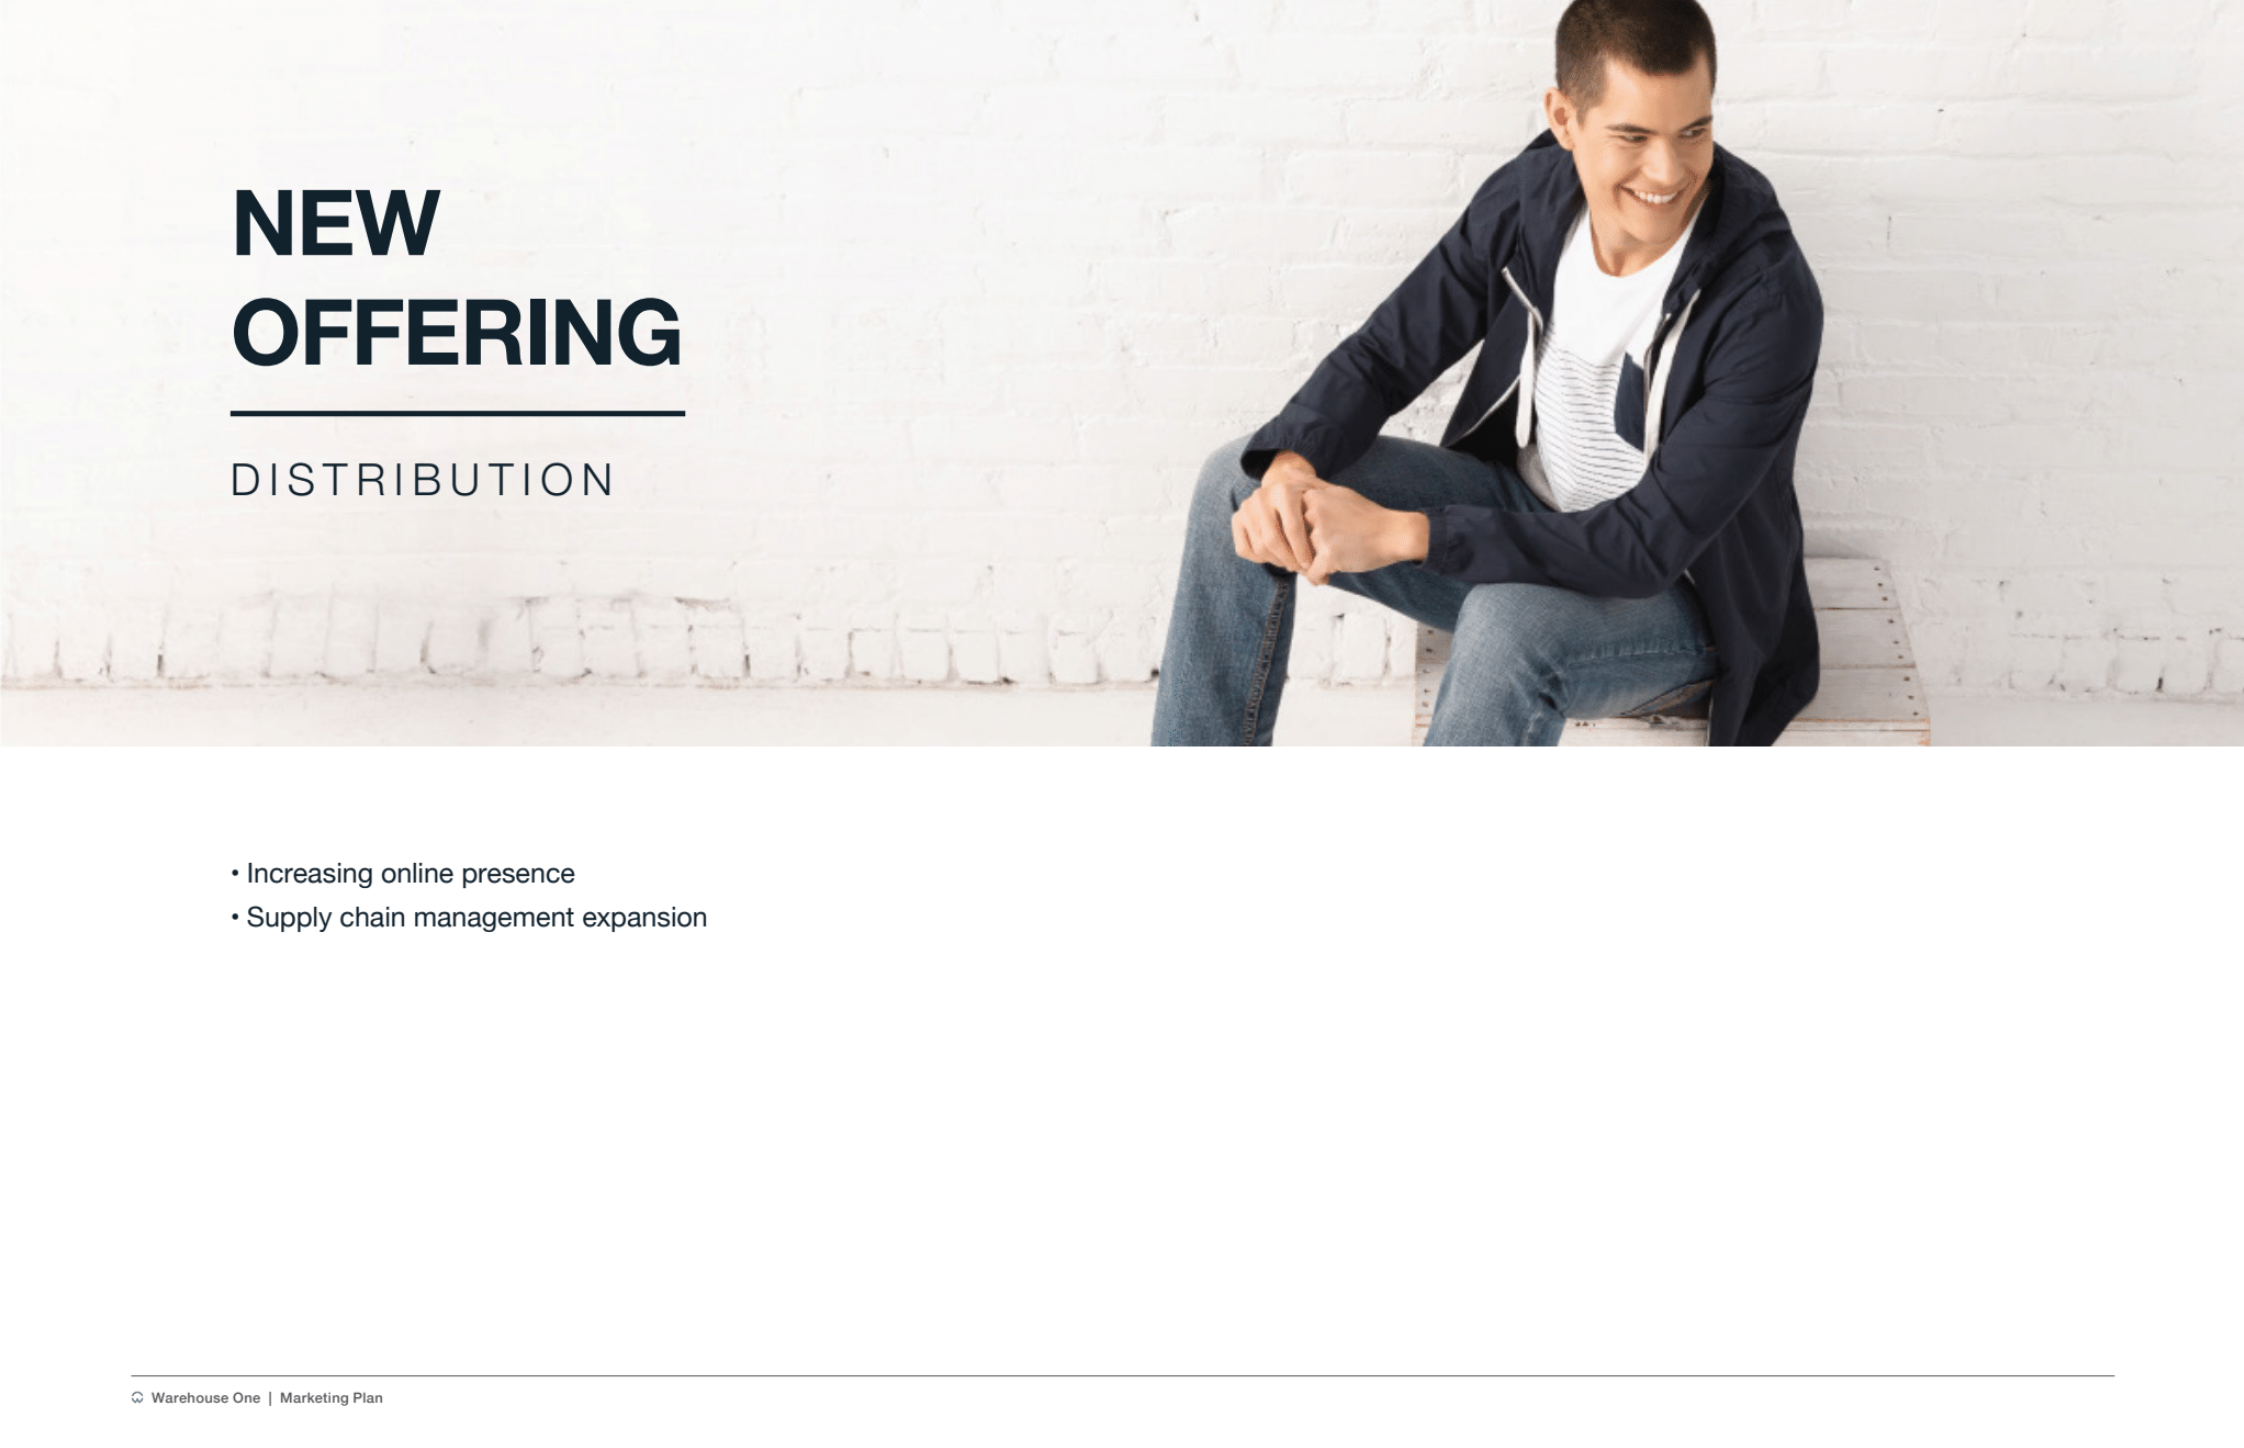 NEW
OFFERING
DISTRIBUTION
• Increasing online presence
• Supply chain management expansion
Warehouse One | Marketing Plan